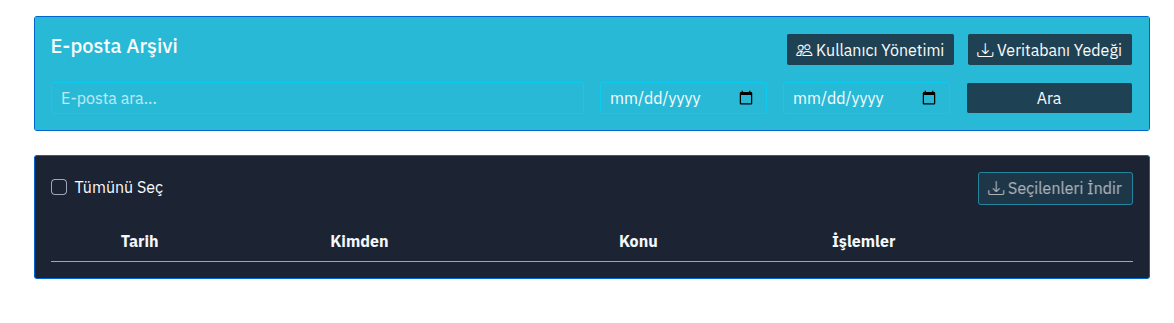 E-posta Arşivi
Kullanıcı Yönetimi
Veritabanı Yedeği
E-posta ara...
mm/dd/yyyy
mm/dd/yyyy
Ara
Tümünü Seç
Seçilenleri İndir
Tarih Kimden Konu İşlemler